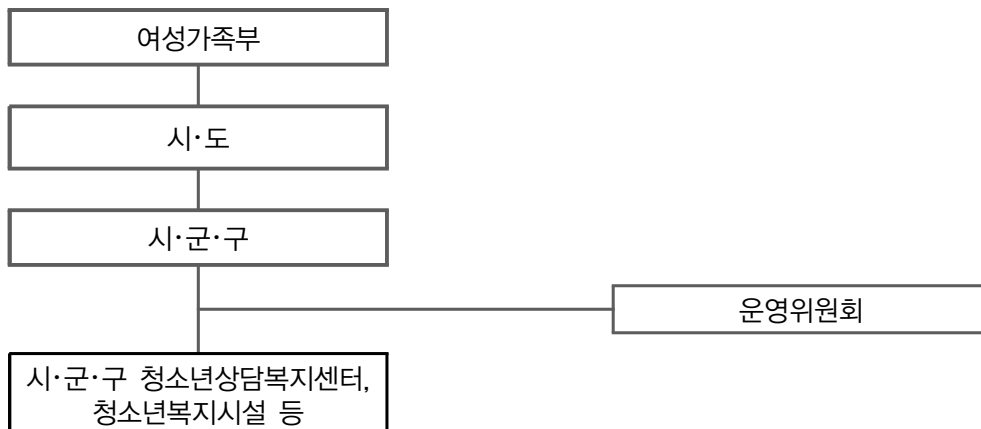 여성가족부
시·도
시·군·구
운영위원회
시·군·구 청소년상담복지센터,
청소년복지시설 등